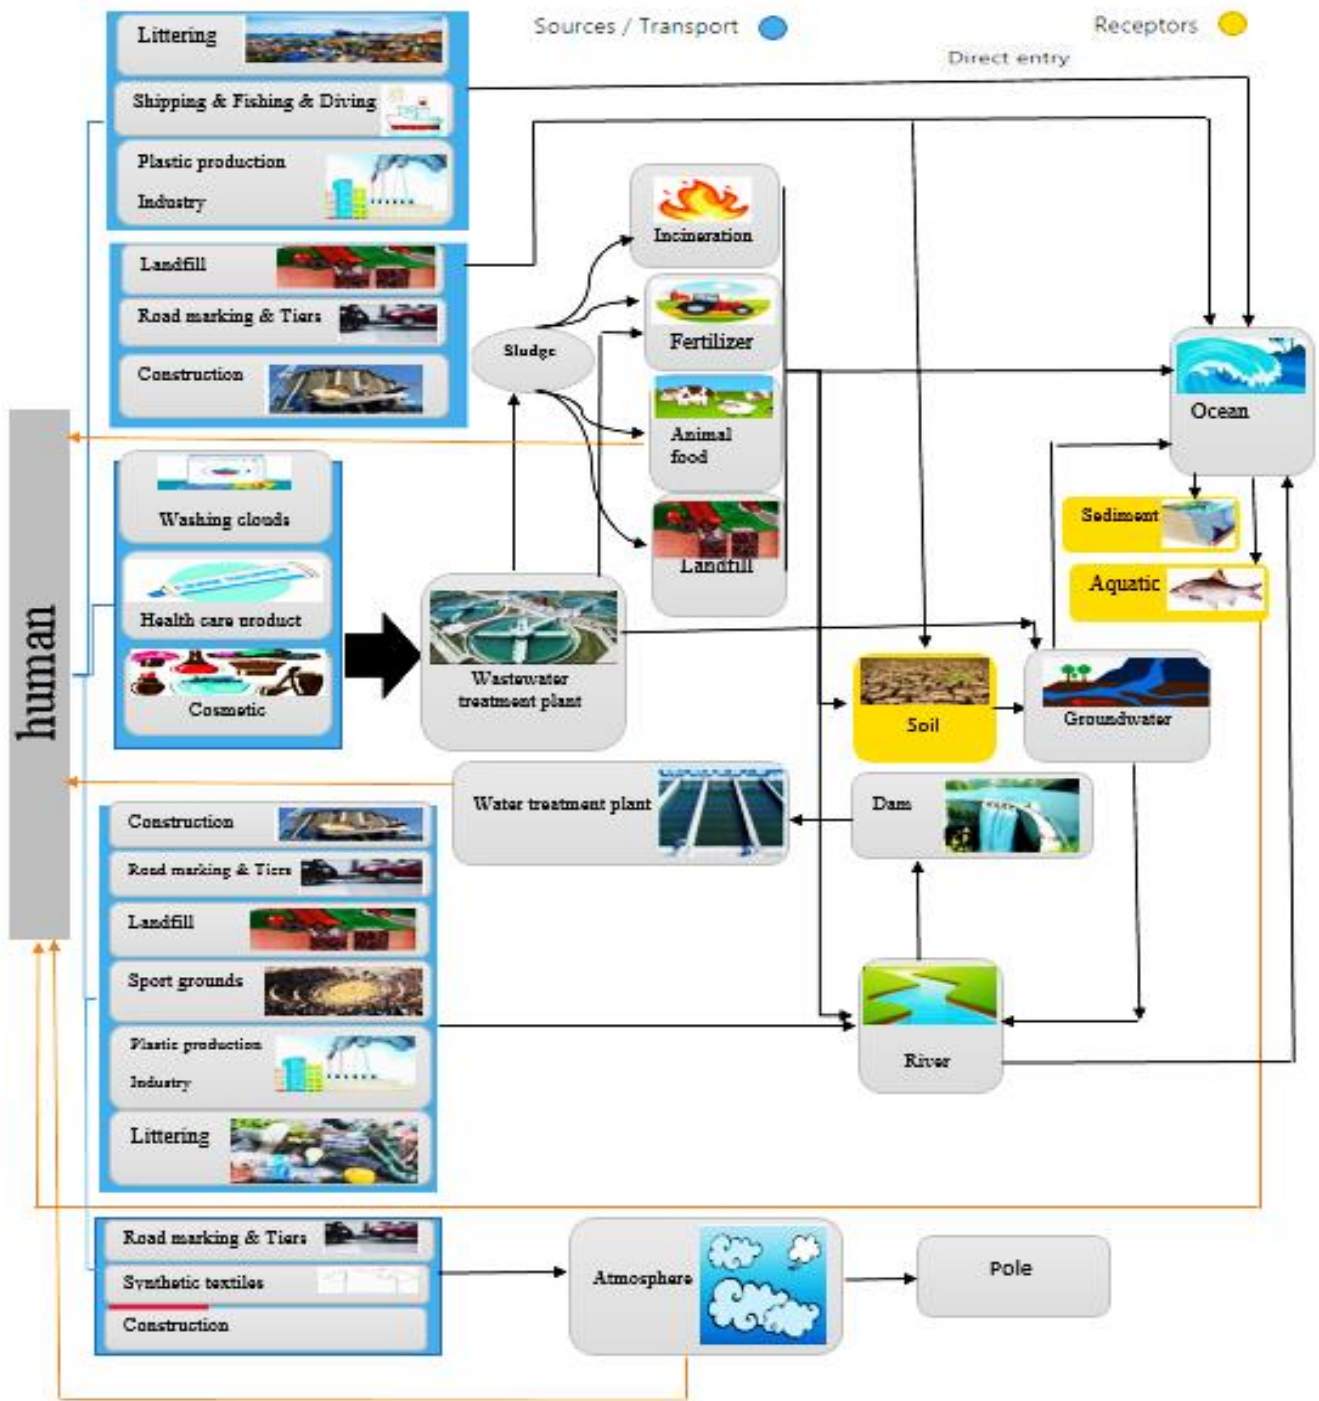 Sources / Transport
Receptors
Direct entry
Littering
Shipping & Fishing & Diving
Plastic production
Industry
Landfill
Road marking & Tiers
Construction
Incineration
Fertilizer
Sludge
Animal
food
Landfill
Ocean
Sediment
Aquatic
human
Washing clouds
Health care product
Cosmetic
Wastewater
treatment plant
Soil
Groundwater
Water treatment plant
Dam
Construction
Road marking & Tiers
Landfill
Sport grounds
Plastic production
Industry
Littering
River
Road marking & Tiers
Synthetic textiles
Construction
Atmosphere
Pole